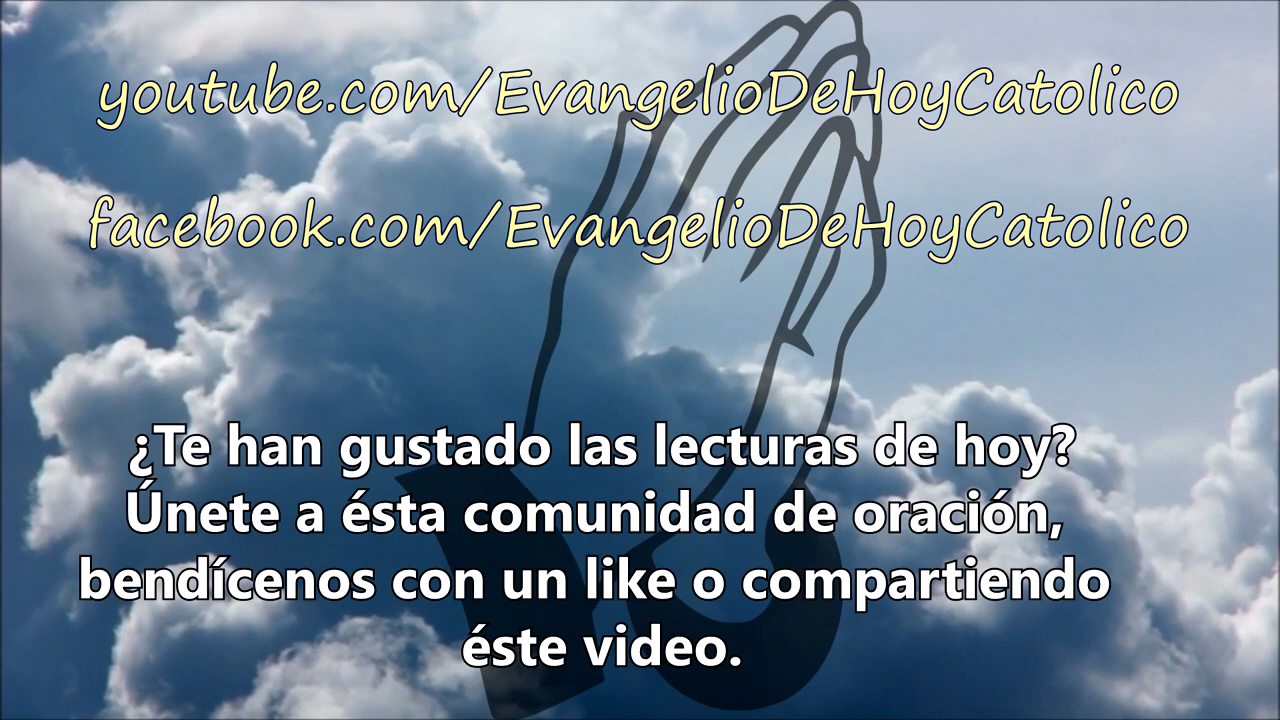 youtube.com/EvangelioDeHoyCatolico
facebook.com/EvangelioDeHoyCatolico
¿Te han gustado las lecturas de hoy?
Únete a ésta comunidad de oración,
bendícenos con un like o compartiendo
éste video.